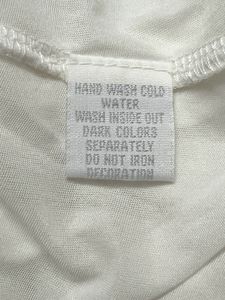 HAND WASH COLD
WATER
WASH INSIDE OUT
DARK COLORS
SEPARATELY
DO NOT IRON
DECORATION